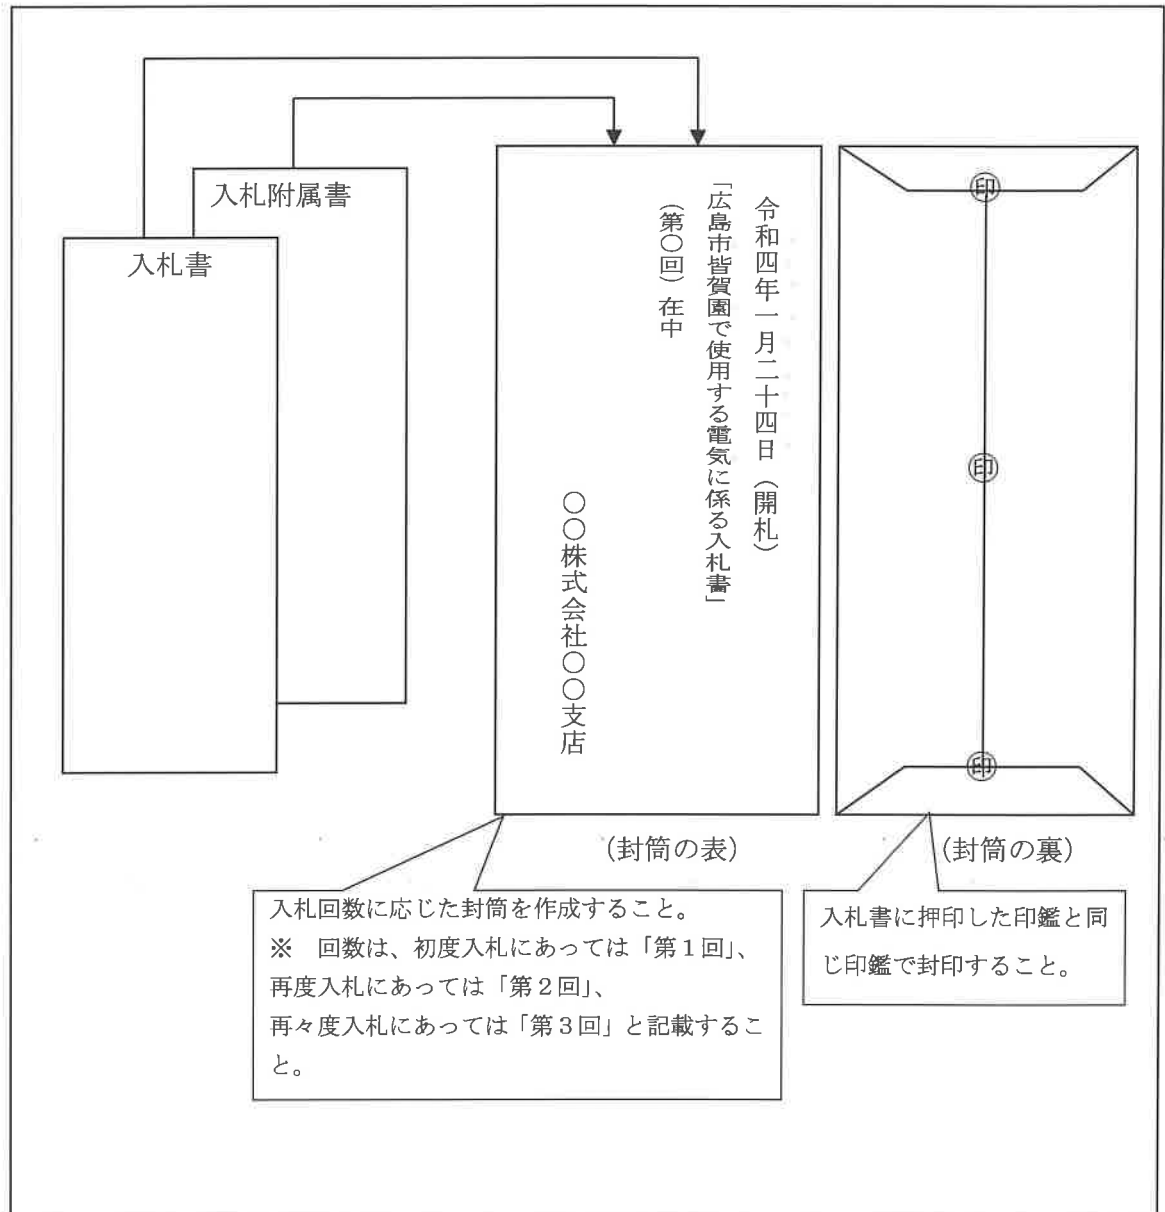 入札附属書
入札書
令和四年一月二十四日（開札）
「広島市皆賀園で使用する電気に係る入札書」
（第〇回）在中
〇〇株式会社〇〇支店
印
印
印
（封筒の表）
（封筒の裏）
入札回数に応じた封筒を作成すること。
※　回数は、初度入札にあっては「第１回」、
再度入札にあっては「第２回」、
再々度入札にあっては「第３回」と記載するこ
と。
入札書に押印した印鑑と同
じ印鑑で封印すること。